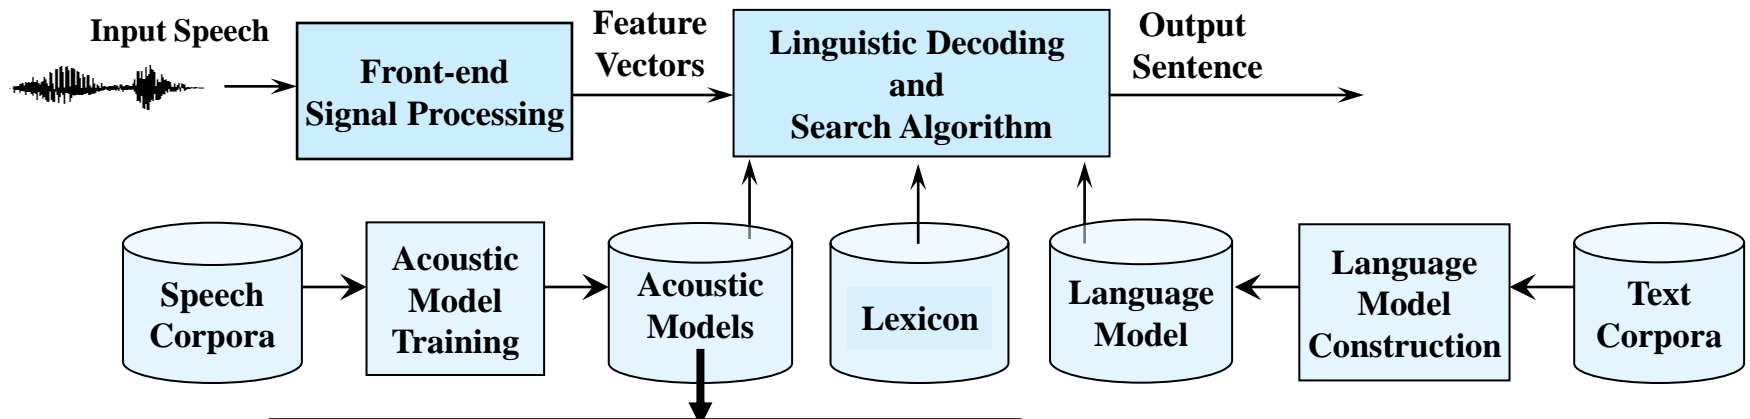 Input Speech
Front-end
Signal Processing
Feature
Vectors
Linguistic Decoding
and
Search Algorithm
Output
Sentence
Speech
Corpora
Acoustic
Model
Training
Acoustic
Models
Lexicon
Language
Model
Language
Model
Construction
Text
Corpora